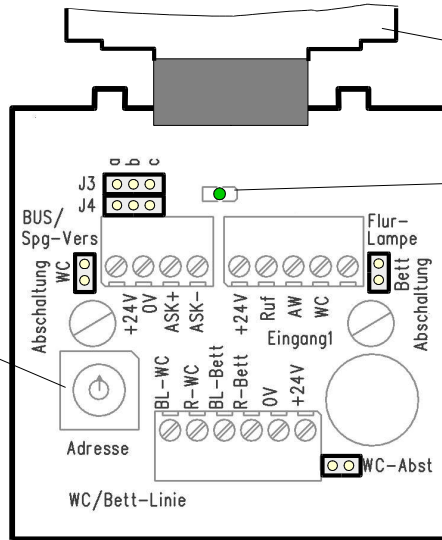 a b c
J3
J4
BUS/
Spg-Vers
Flur-
Lampe
WC
Abschaltung
+24V
0V
ASK+
ASK-
+24V
Ruf
AW
WC
Bett
Abschaltung
Eingang1
BL-WC
R-WC
BL-Bett
R-Bett
0V
+24V
Adresse
WC-Abst
WC/Bett-Linie